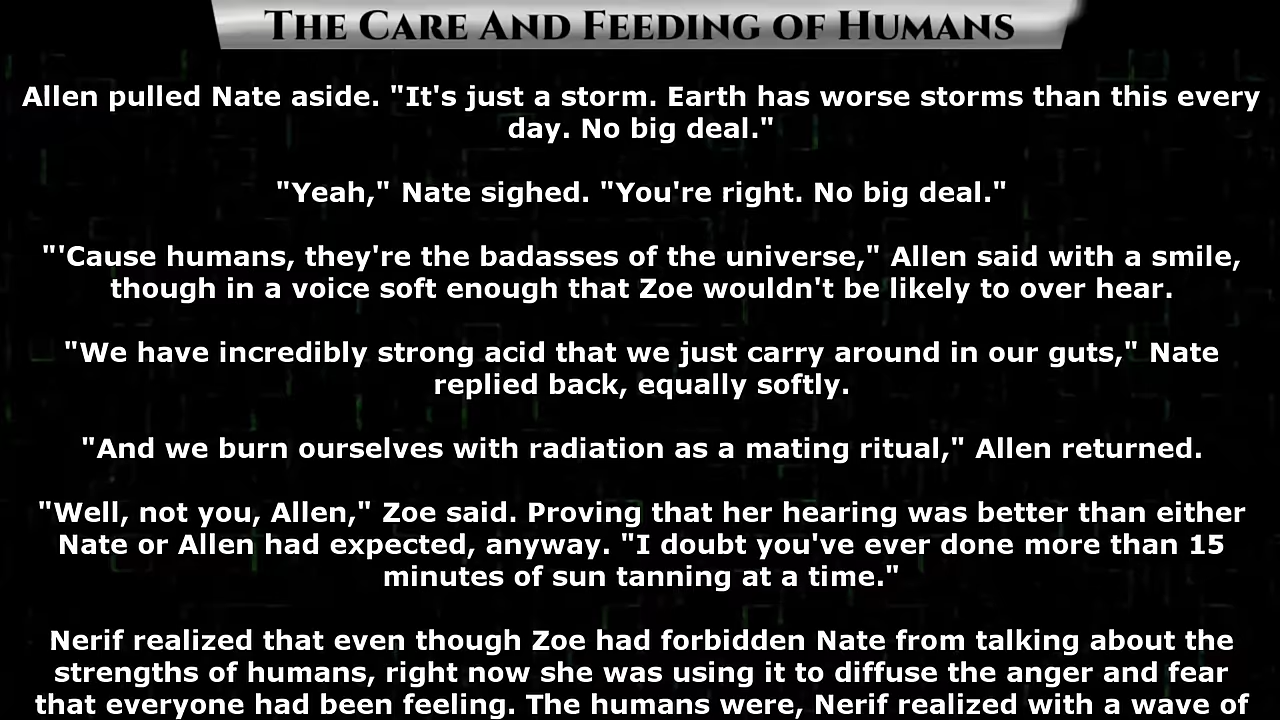 The Care And Feeding of Humans
Allen pulled Nate aside. "It's just a storm. Earth has worse storms than this every
day. No big deal."
"Yeah," Nate sighed. "You're right. No big deal."
"'Cause humans, they're the badasses of the universe," Allen said with a smile,
though in a voice soft enough that Zoe wouldn't be likely to over hear.
"We have incredibly strong acid that we just carry around in our guts," Nate
replied back, equally softly.
"And we burn ourselves with radiation as a mating ritual," Allen returned.
"Well, not you, Allen," Zoe said. Proving that her hearing was better than either
Nate or Allen had expected, anyway. "I doubt you've ever done more than 15
minutes of sun tanning at a time."
Nerif realized that even though Zoe had forbidden Nate from talking about the
strengths of humans, right now she was using it to diffuse the anger and fear
that everyone had been feeling. The humans were, Nerif realized with a wave of